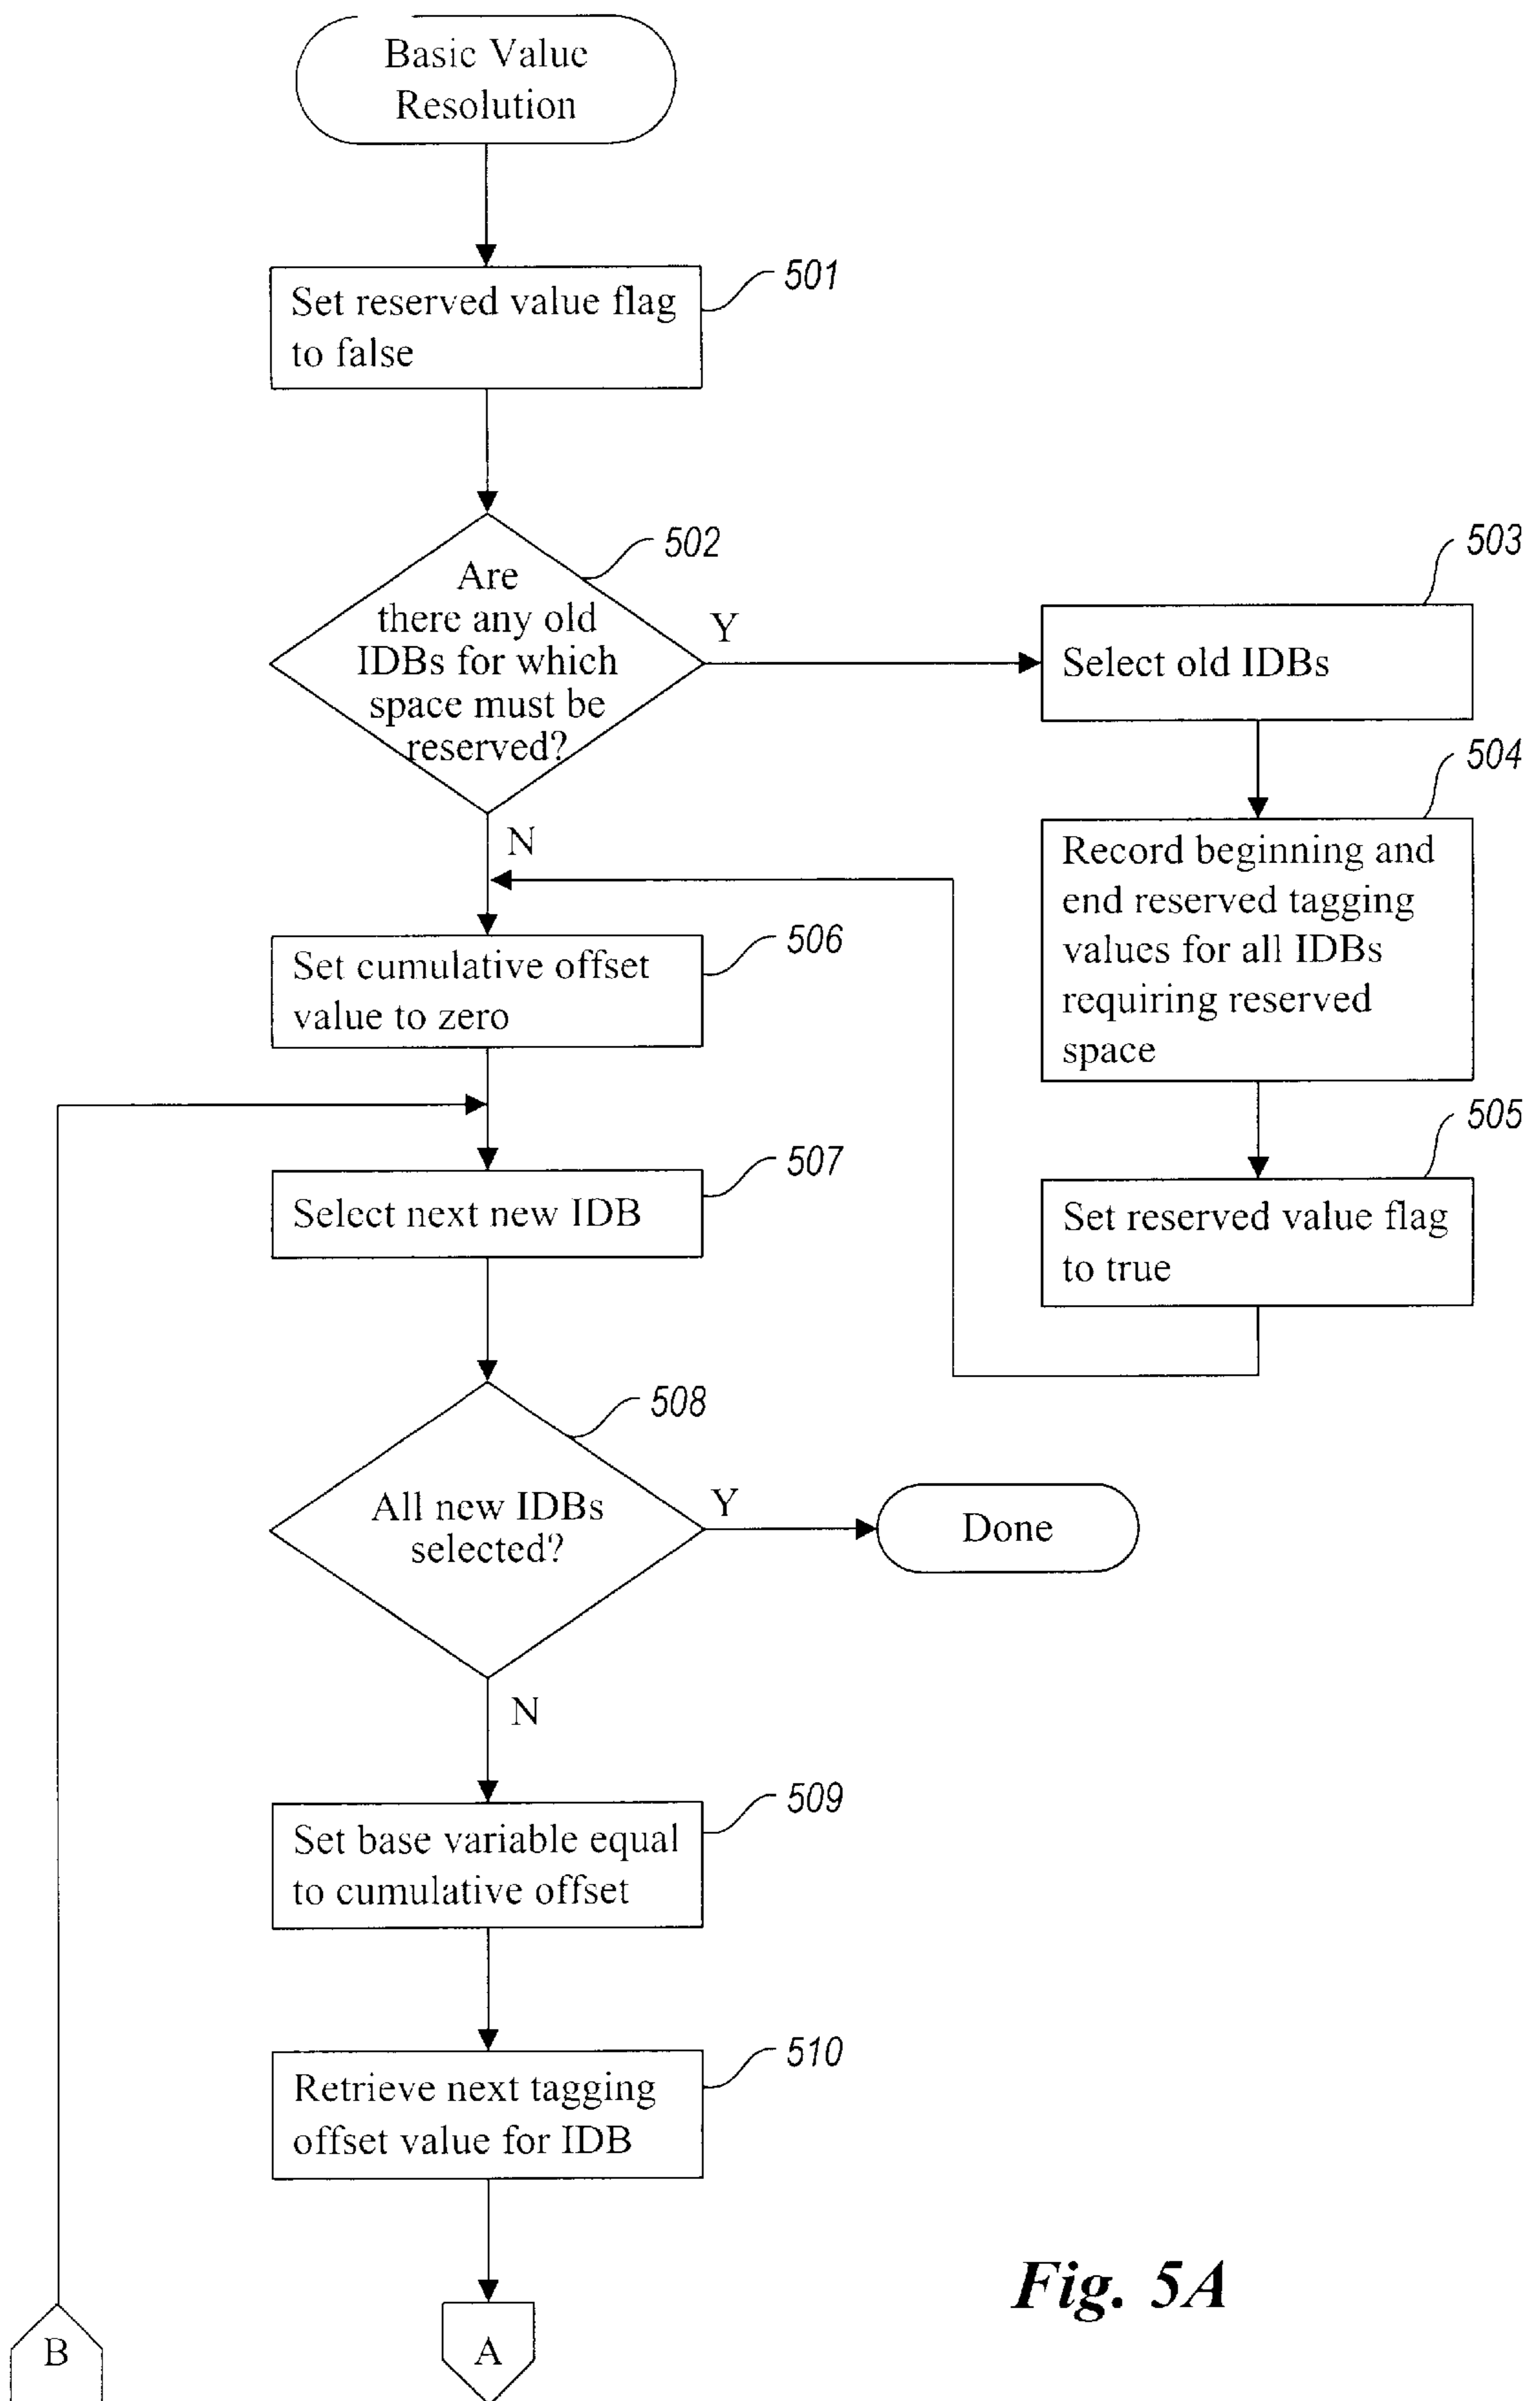 Basic Value
Resolution
501
Set reserved value flag
to false
502
Are
there any old
IDBs for which
space must be
reserved?
Y
N
503
Select old IDBs
504
Record beginning and
end reserved tagging
values for all IDBs
requiring reserved
space
505
Set reserved value flag
to true
506
Set cumulative offset
value to zero
507
Select next new IDB
508
All new IDBs
selected?
Y
Done
N
509
Set base variable equal
to cumulative offset
510
Retrieve next tagging
offset value for IDB
B
A
Fig. 5A